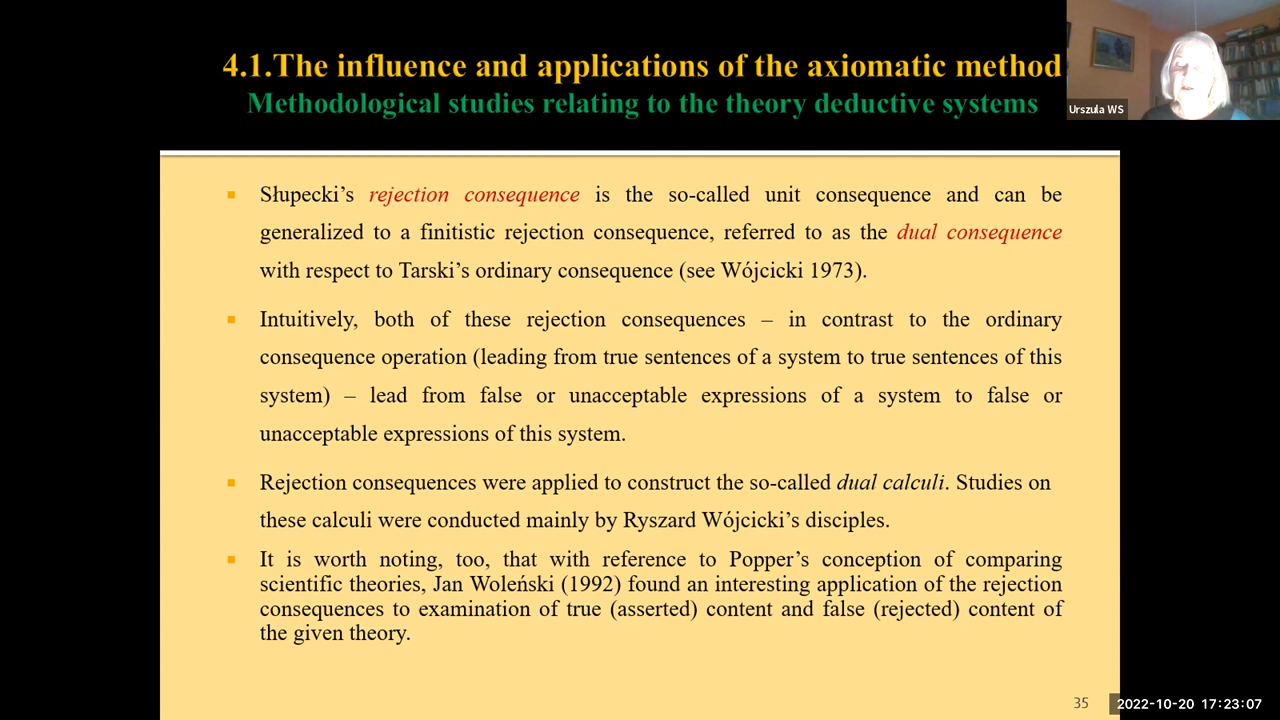 4.1.The influence and applications of the axiomatic method
Methodological studies relating to the theory deductive systems
Urszula WS
Słupecki’s rejection consequence is the so-called unit consequence and can be
generalized to a finitistic rejection consequence, referred to as the dual consequence
with respect to Tarski’s ordinary consequence (see Wójcicki 1973).
Intuitively, both of these rejection consequences – in contrast to the ordinary
consequence operation (leading from true sentences of a system to true sentences of this
system) – lead from false or unacceptable expressions of a system to false or
unacceptable expressions of this system.
Rejection consequences were applied to construct the so-called dual calculi. Studies on
these calculi were conducted mainly by Ryszard Wójcicki’s disciples.
It is worth noting, too, that with reference to Popper’s conception of comparing
scientific theories, Jan Woleński (1992) found an interesting application of the rejection
consequences to examination of true (asserted) content and false (rejected) content of
the given theory.
35
2022-10-20 17:23:07